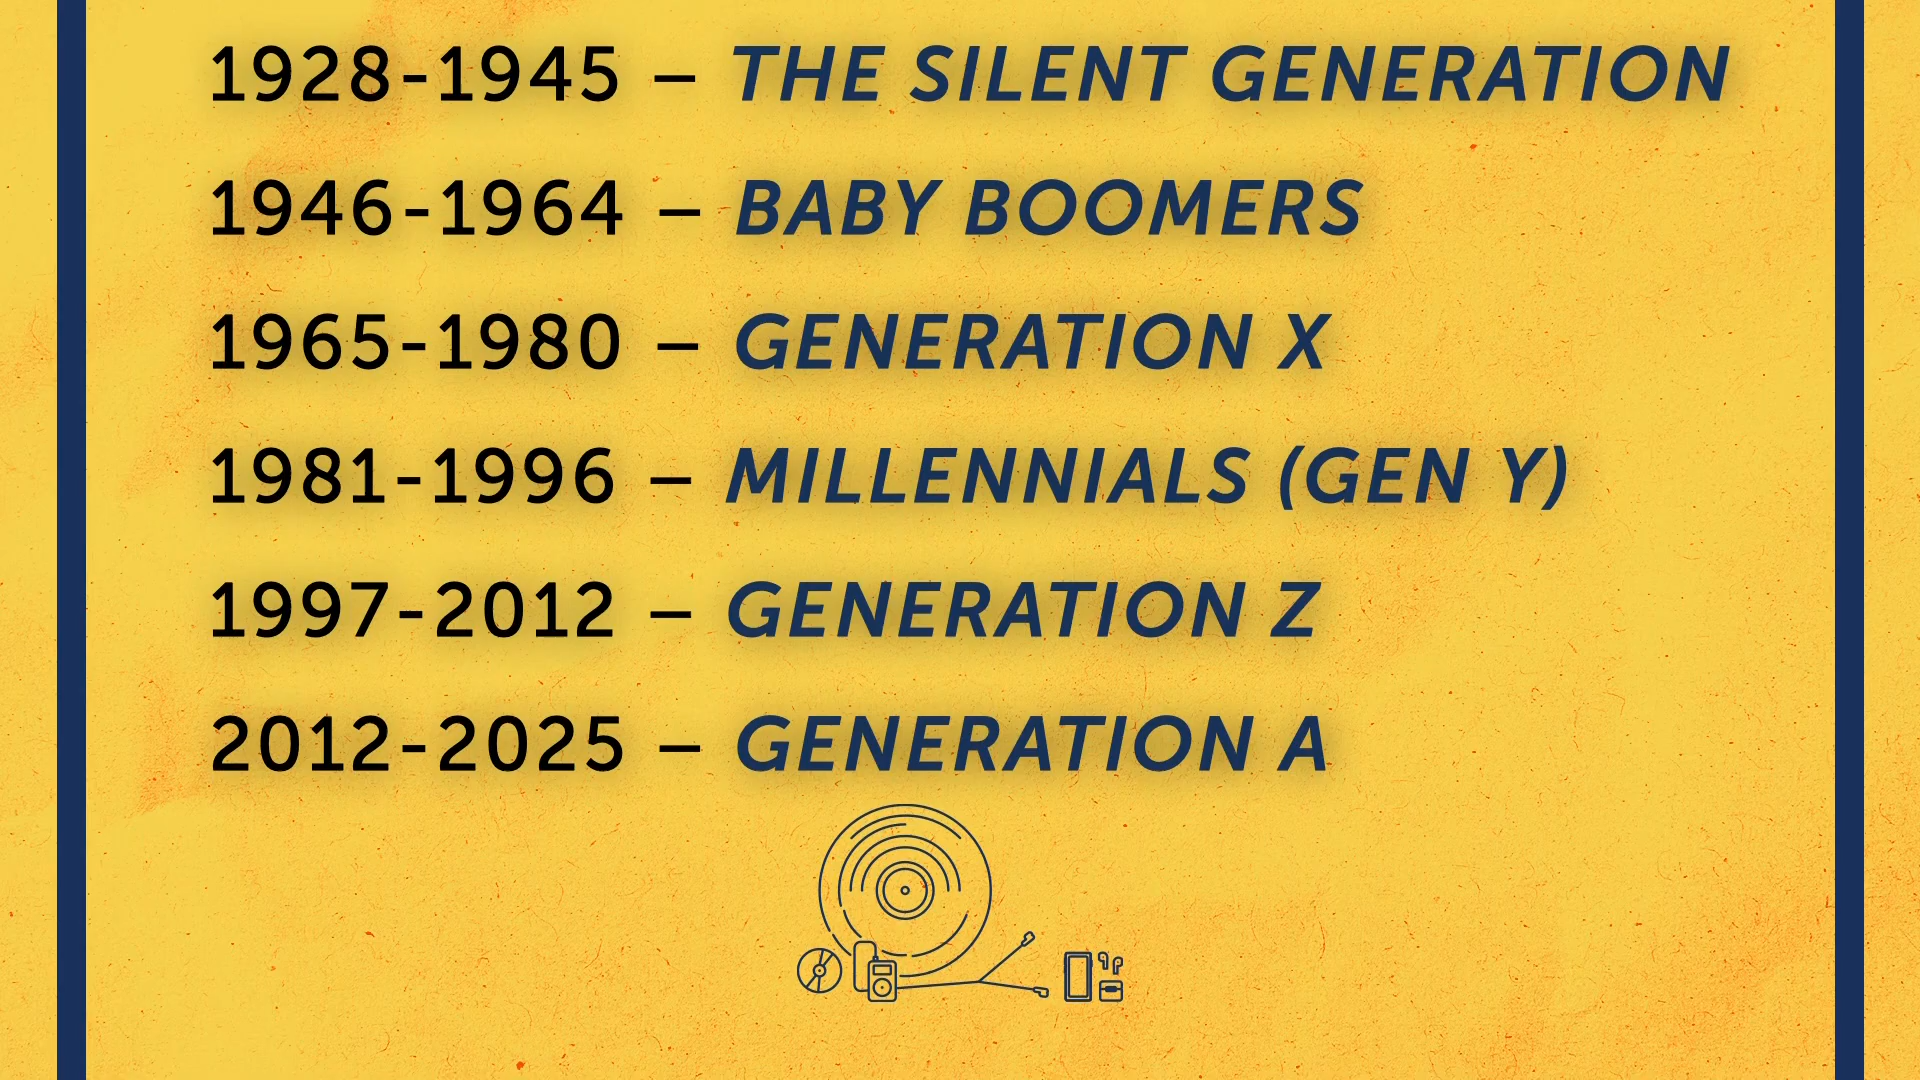 1928-1945 – THE SILENT GENERATION
1946-1964 – BABY BOOMERS
1965-1980 – GENERATION X
1981-1996 – MILLENNIALS (GEN Y)
1997-2012 – GENERATION Z
2012-2025 – GENERATION A